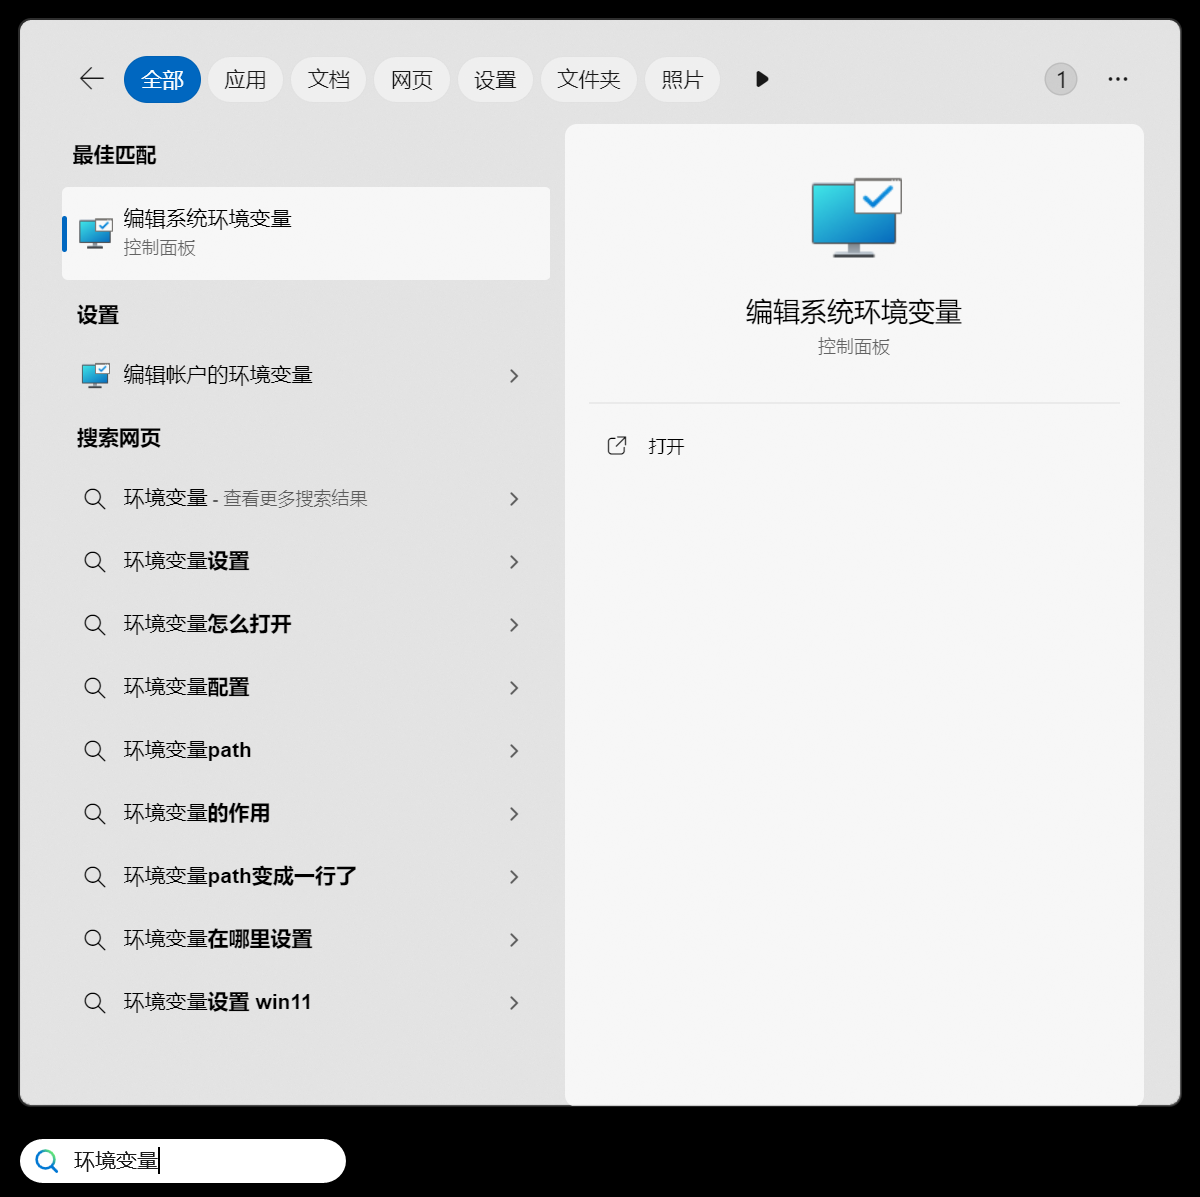 全部 应用 文档 网页 设置 文件夹 照片 1
最佳匹配
编辑系统环境变量
控制面板
设置
编辑帐户的环境变量
搜索网页
环境变量 - 查看更多搜索结果
环境变量设置
环境变量怎么打开
环境变量配置
环境变量path
环境变量的作用
环境变量path变成一行了
环境变量在哪里设置
环境变量设置 win11
编辑系统环境变量
控制面板
打开
环境变量